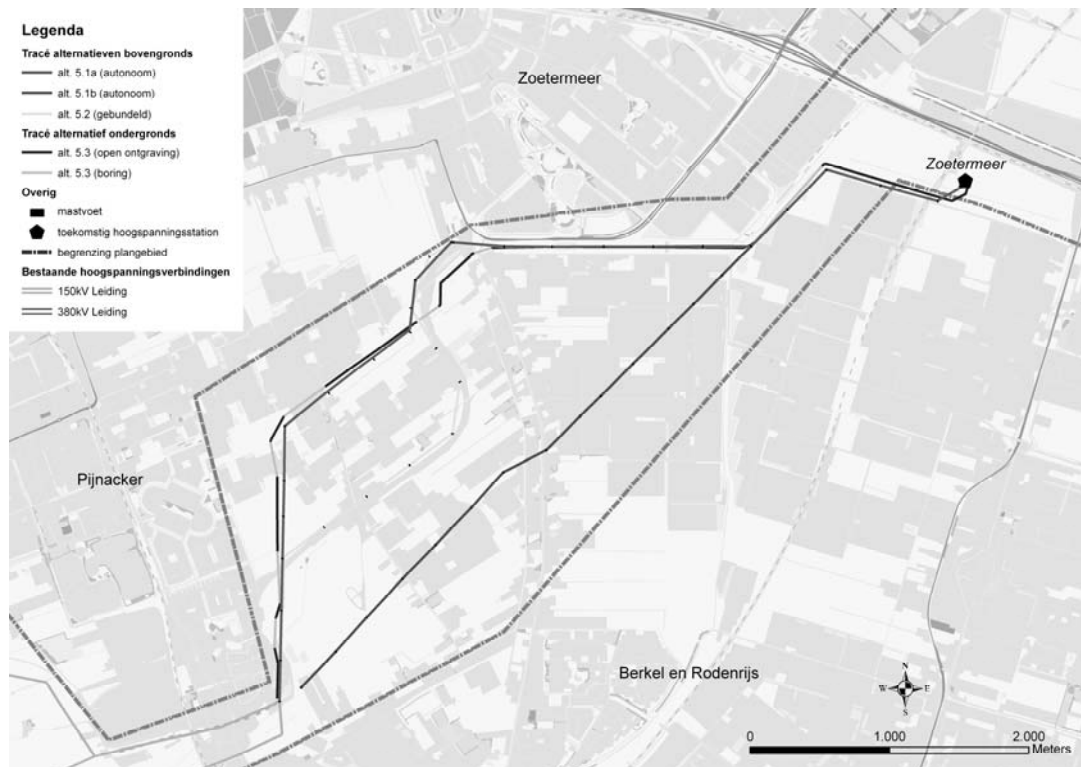 Legenda
Tracé alternatieven bovengronds
alt. 5.1a (autonoom)
alt. 5.1b (autonoom)
alt. 5.2 (gebundeld)
Tracé alternatief ondergronds
alt. 5.3 (open ontgraving)
alt. 5.3 (boring)
Overig
mastvoet
toekomstig hoogspanningsstation
begrenzing plangebied
Bestaande hoogspanningsverbindingen
150kV Leiding
380kV Leiding
Zoetermeer
Zoetermeer
Pijnacker
Berkel en Rodenrijs
N
W E
S
0 1.000 2.000
Meters